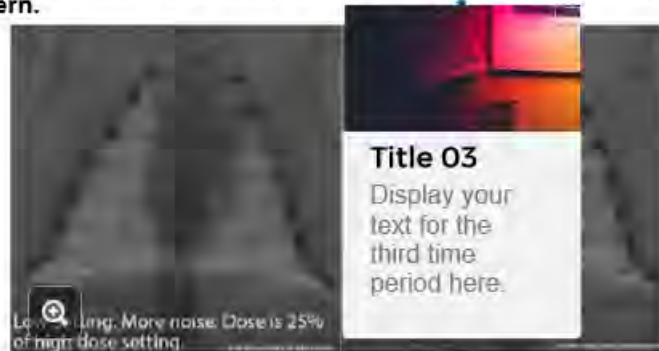 ern.
Title 03
Display your
text for the
third time
period here.
More noise. Dose is 25%
of high dose setting